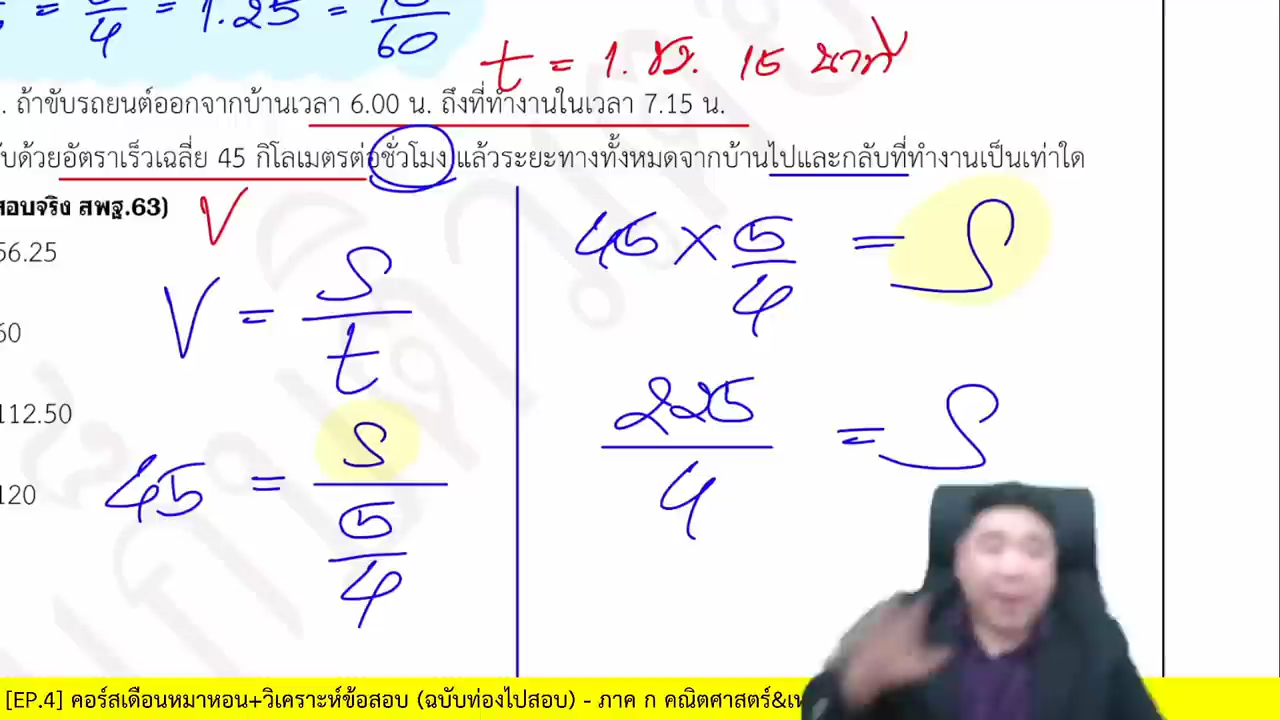 = 5/4 = 1.25 = /60
t = 1. ชม. 15 นาที
. ถ้าขับรถยนต์ออกจากบ้านเวลา 6.00 น. ถึงที่ทำงานในเวลา 7.15 น.
ับด้วยอัตราเร็วเฉลี่ย 45 กิโลเมตรต่อชั่วโมง แล้วระยะทางทั้งหมดจากบ้านไปและกลับที่ทำงานเป็นเท่าใด
สอบจริง สพฐ.63)
V
56.25
V = S/t
60
112.50
45 = S/(5/4)
120
45 × 5/4 = S
225/4 = S
[EP.4] คอร์สเดือนหมาหอน+วิเคราะห์ข้อสอบ (ฉบับท่องไปสอบ) - ภาค ก คณิตศาสตร์&เห